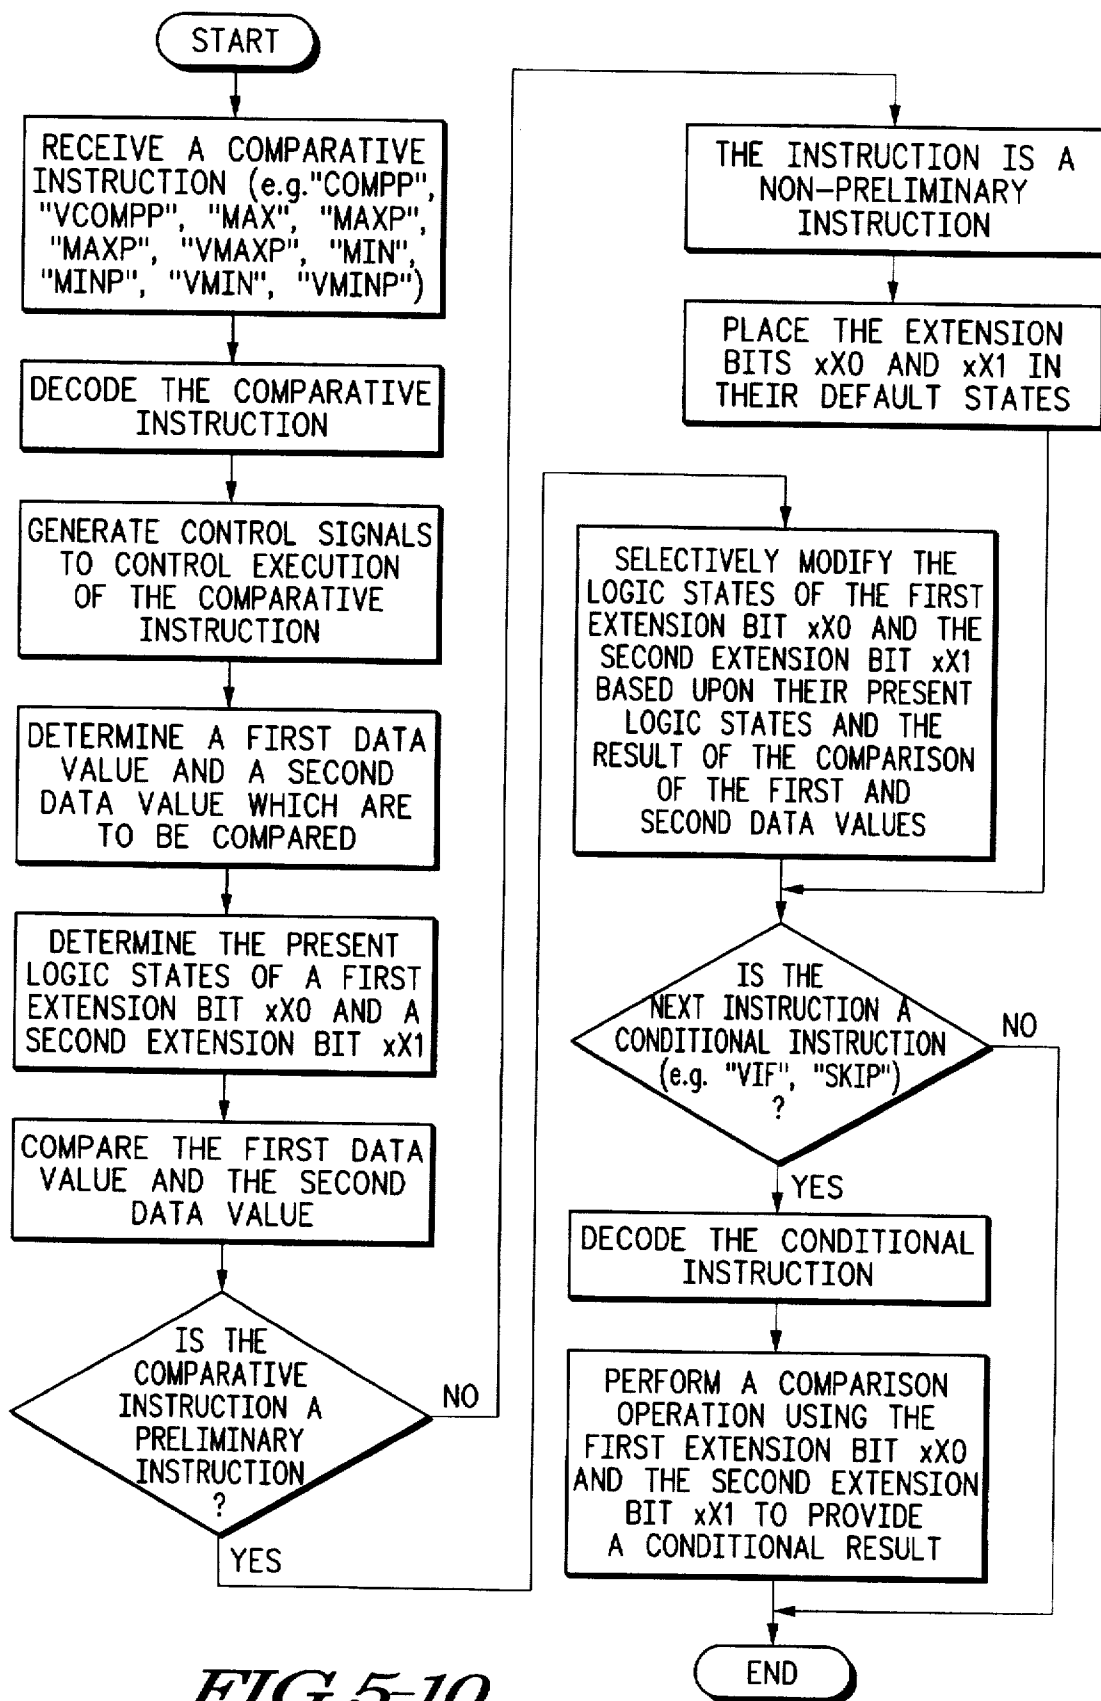 START
RECEIVE A COMPARATIVE
INSTRUCTION (e.g."COMPP",
"VCOMPP", "MAX", "MAXP",
"MAXP", "VMAXP", "MIN",
"MINP", "VMIN", "VMINP")
DECODE THE COMPARATIVE
INSTRUCTION
GENERATE CONTROL SIGNALS
TO CONTROL EXECUTION
OF THE COMPARATIVE
INSTRUCTION
DETERMINE A FIRST DATA
VALUE AND A SECOND
DATA VALUE WHICH ARE
TO BE COMPARED
DETERMINE THE PRESENT
LOGIC STATES OF A FIRST
EXTENSION BIT xX0 AND A
SECOND EXTENSION BIT xX1
COMPARE THE FIRST DATA
VALUE AND THE SECOND
DATA VALUE
IS THE
COMPARATIVE
INSTRUCTION A
PRELIMINARY
INSTRUCTION
?
NO
YES
THE INSTRUCTION IS A
NON-PRELIMINARY
INSTRUCTION
PLACE THE EXTENSION
BITS xX0 AND xX1 IN
THEIR DEFAULT STATES
SELECTIVELY MODIFY THE
LOGIC STATES OF THE FIRST
EXTENSION BIT xX0 AND THE
SECOND EXTENSION BIT xX1
BASED UPON THEIR PRESENT
LOGIC STATES AND THE
RESULT OF THE COMPARISON
OF THE FIRST AND
SECOND DATA VALUES
IS THE
NEXT INSTRUCTION A
CONDITIONAL INSTRUCTION
(e.g. "VIF", "SKIP")
?
NO
YES
DECODE THE CONDITIONAL
INSTRUCTION
PERFORM A COMPARISON
OPERATION USING THE
FIRST EXTENSION BIT xX0
AND THE SECOND EXTENSION
BIT xX1 TO PROVIDE
A CONDITIONAL RESULT
END
FIG.5-10